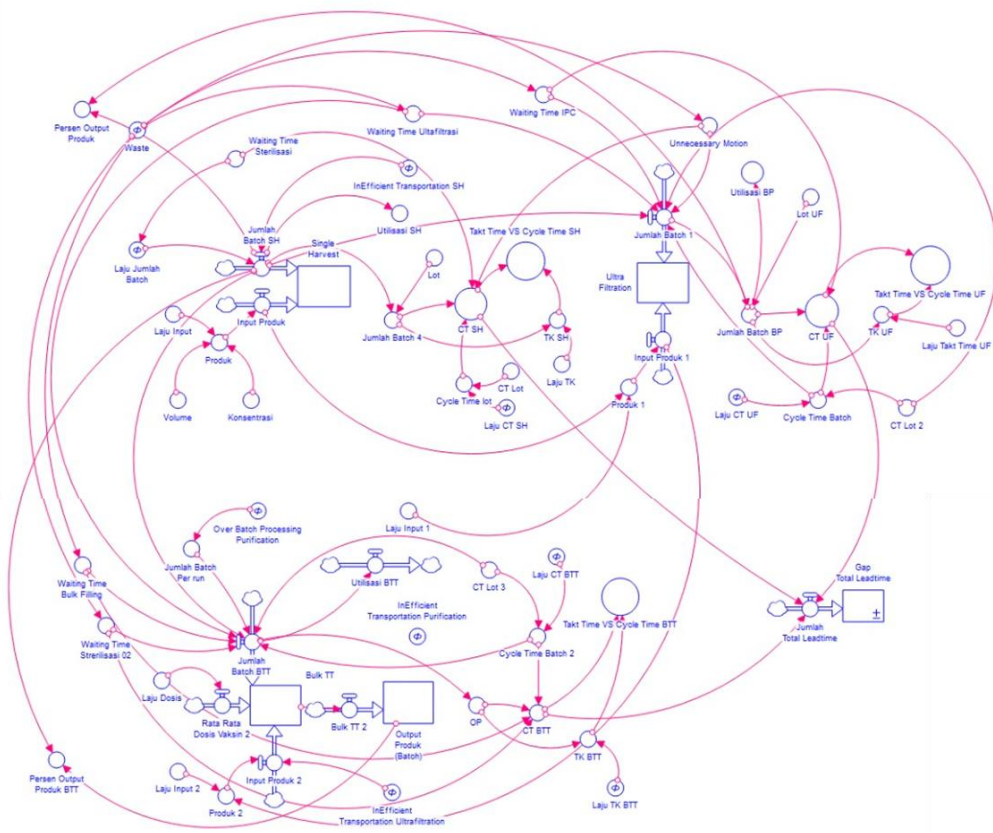 Persen Output
Produk
Waste
Waiting Time
Sterilisasi
Waiting Time Ultafiltrasi
Waiting Time IPC
Unnecessary Motion
InEfficient Transportation SH
Utilisasi BP
Lot UF
Jumlah
Batch SH
Utilisasi SH
Single
Harvest
Laju Jumlah
Batch
Takt Time VS Cycle Time SH
Jumlah Batch 1
Lot
Ultra
Filtration
Takt Time VS Cycle Time UF
Input Produk
Laju Input
Produk
Jumlah Batch 4
CT SH
TK SH
Jumlah Batch BP
CT UF
TK UF
Laju Takt Time UF
Input Produk 1
Laju TK
Volume
Konsentrasi
Cycle Time lot
CT Lot
Laju CT SH
Produk 1
Laju CT UF
Cycle Time Batch
CT Lot 2
Over Batch Processing
Purification
Laju Input 1
Jumlah Batch
Per run
Utilisasi BTT
CT Lot 3
Laju CT BTT
Waiting Time
Bulk Filling
Gap
Total Leadtime
InEfficient
Transportation Purification
Takt Time VS Cycle Time BTT
Jumlah
Total Leadtime
Waiting Time
Strerilisasi 02
Jumlah
Batch BTT
Cycle Time Batch 2
Laju Dosis
Bulk TT
Rata Rata
Dosis Vaksin 2
Bulk TT 2
Output
Produk
(Batch)
OP
CT BTT
TK BTT
Persen Output
Produk BTT
Laju Input 2
Input Produk 2
Produk 2
InEfficient
Transportation Ultrafiltration
Laju TK BTT